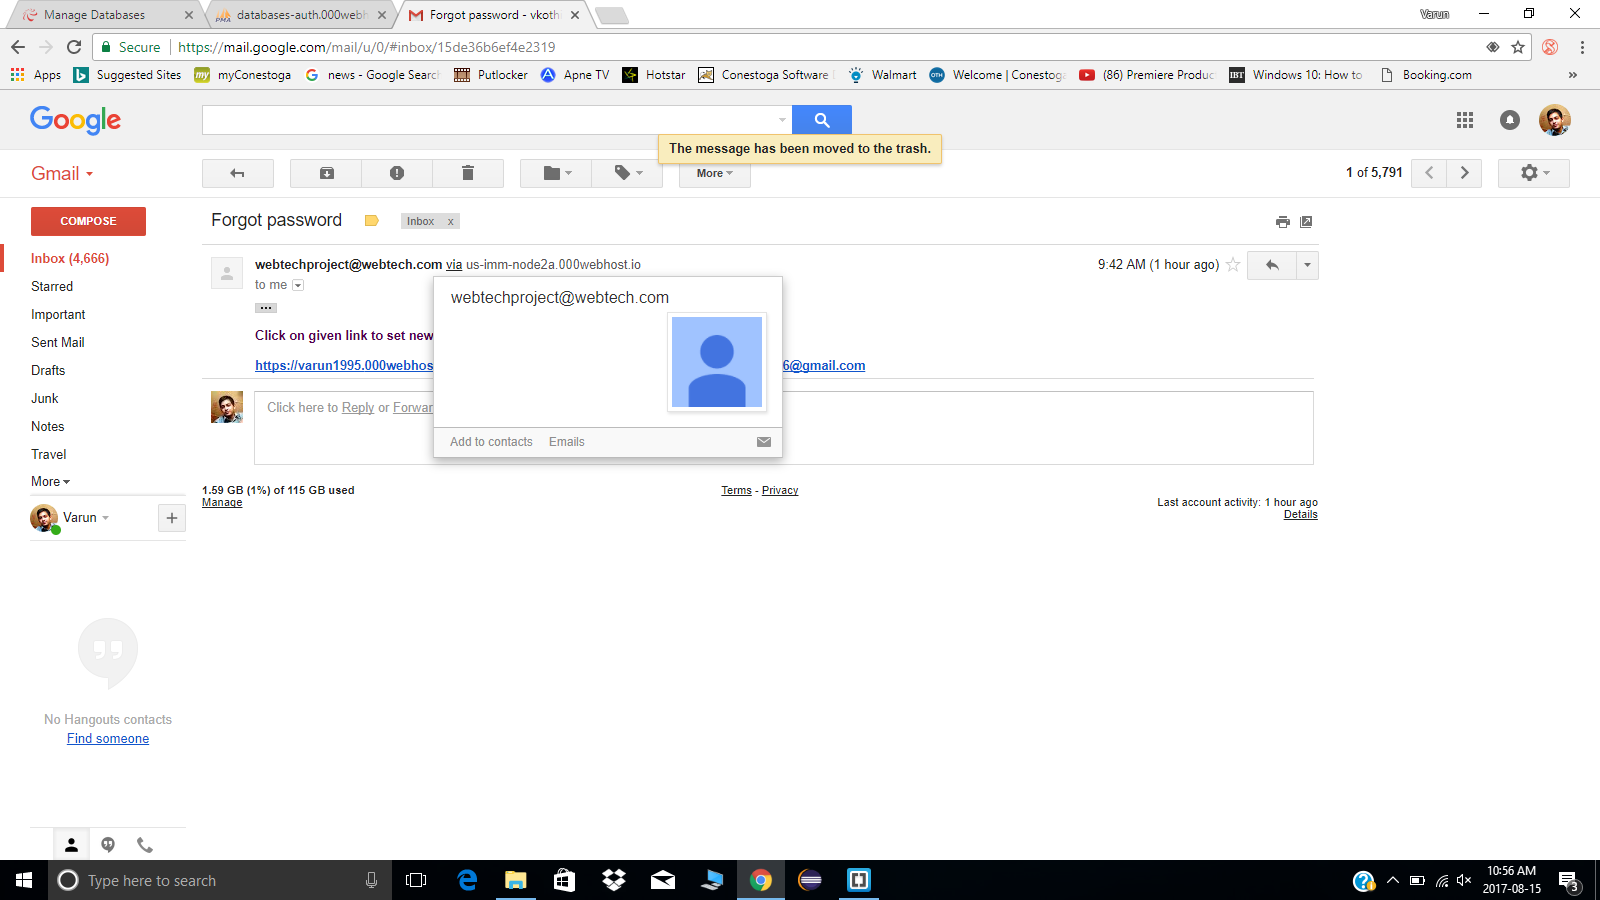 Manage Databases
databases-auth.000webh
Forgot password - vkoth
Varun
Secure
https://mail.google.com/mail/u/0/#inbox/15de36b6ef4e2319
Apps
Suggested Sites
my
myConestoga
news - Google Search
Putlocker
Apne TV
Hotstar
Conestoga Software
OTH
Welcome | Conestoga
(86) Premiere Produc
IBT
Windows 10: How to
Booking.com
»
Google
The message has been moved to the trash.
Gmail
More
1 of 5,791
COMPOSE
Forgot password
Inbox x
Inbox (4,666)
Starred
Important
Sent Mail
Drafts
Junk
Notes
Travel
More
webtechproject@webtech.com via us-imm-node2a.000webhost.io
9:42 AM (1 hour ago)
to me
webtechproject@webtech.com
Click on given link to set new
https://varun1995.000webhos
6@gmail.com
Click here to Reply or Forwar
Add to contacts
Emails
1.59 GB (1%) of 115 GB used
Manage
Terms - Privacy
Last account activity: 1 hour ago
Details
Varun
No Hangouts contacts
Find someone
Type here to search
10:56 AM
2017-08-15
3